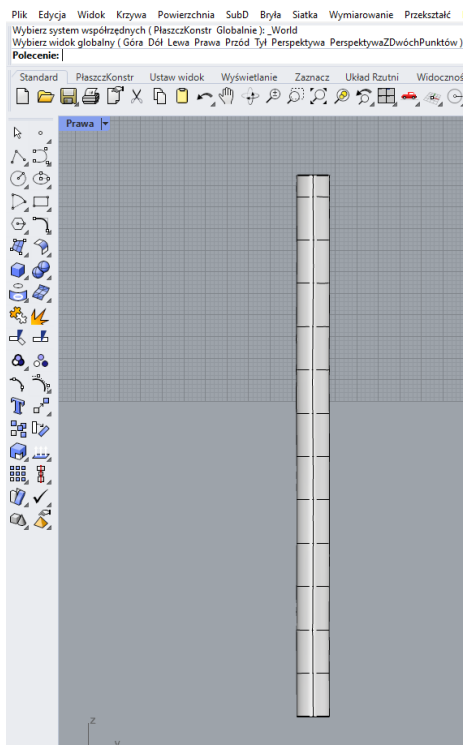 Plik Edycja Widok Krzywa Powierzchnia SubD Bryła Siatka Wymiarowanie Przekształć
Wybierz system współrzędnych ( PłaszczKonstr Globalnie ): _World
Wybierz widok globalny ( Góra Dół Lewa Prawa Przód Tył Perspektywa PerspektywaZDwóchPunktów )
Polecenie:
Standard PłaszczKonstr Ustaw widok Wyświetlanie Zaznacz Układ Rzutni Widocznoś
Prawa
z
y